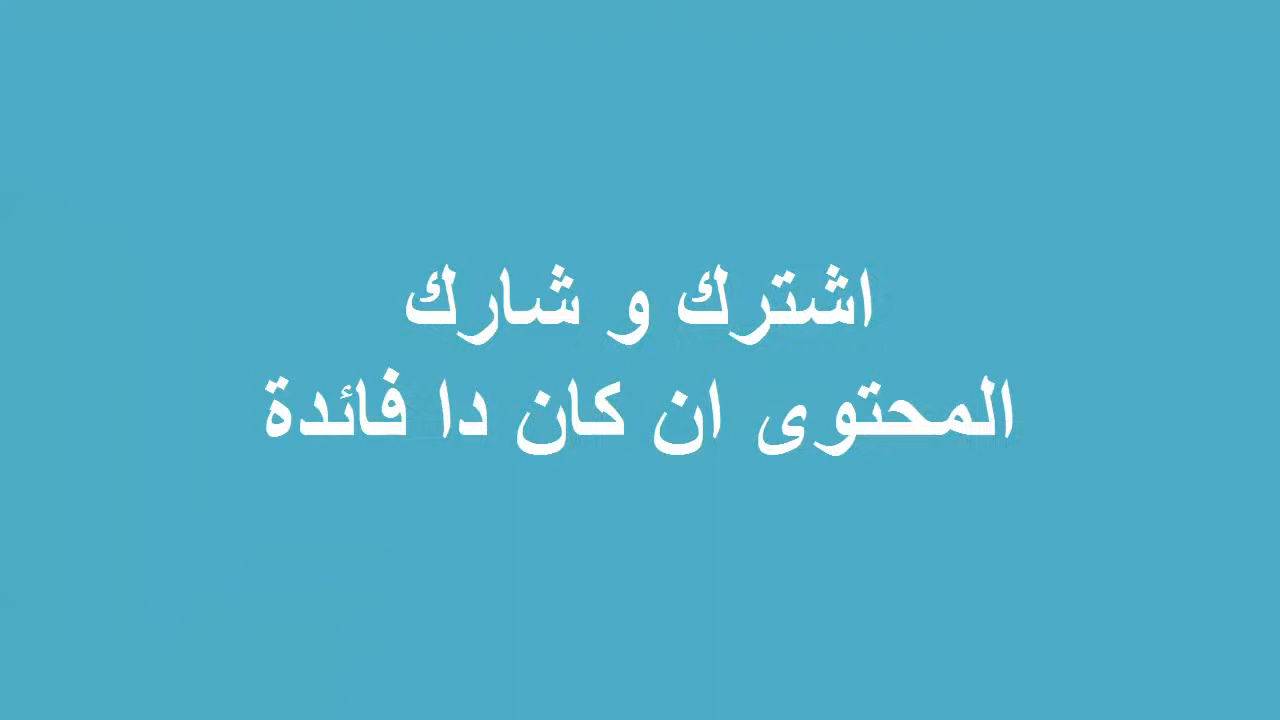 اشترك و شارك
المحتوى ان كان دا فائدة